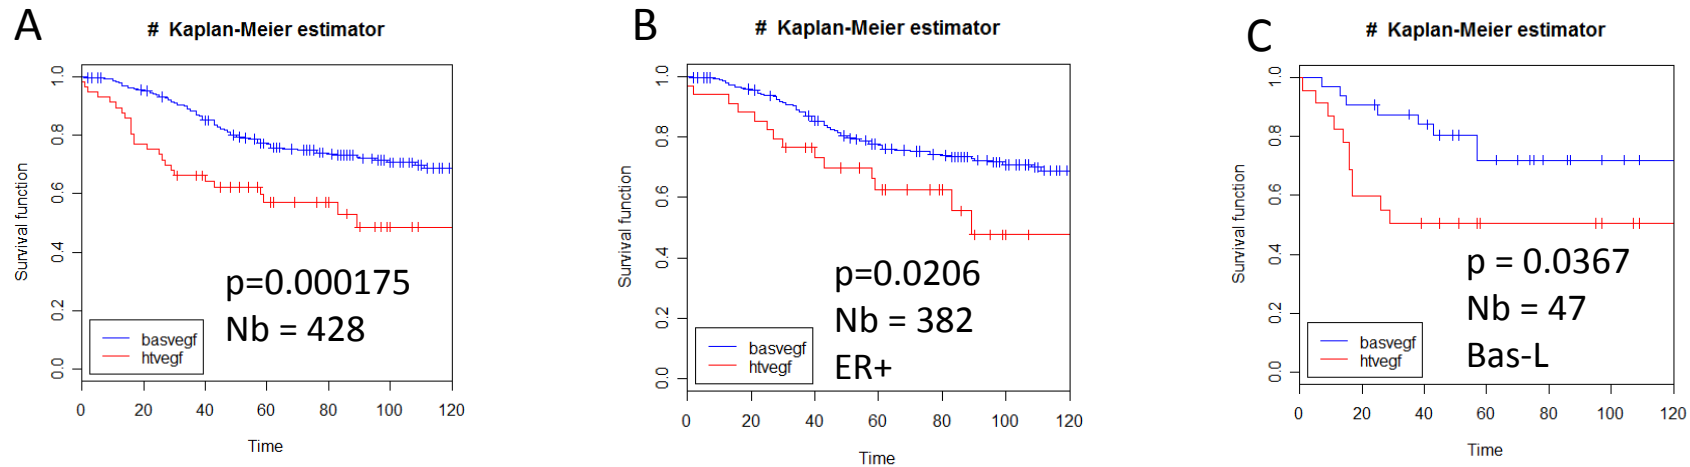 A
# Kaplan-Meier estimator
Survival function
1.0
0.8
0.6
0.4
0.2
0.0
p=0.000175
Nb = 428
basvegf
htvegf
0 20 40 60 80 100 120
Time
B
# Kaplan-Meier estimator
Survival function
1.0
0.8
0.6
0.4
0.2
0.0
p=0.0206
Nb = 382
ER+
basvegf
htvegf
0 20 40 60 80 100 120
Time
C
# Kaplan-Meier estimator
Survival function
1.0
0.8
0.6
0.4
0.2
0.0
p = 0.0367
Nb = 47
Bas-L
basvegf
htvegf
0 20 40 60 80 100 120
Time